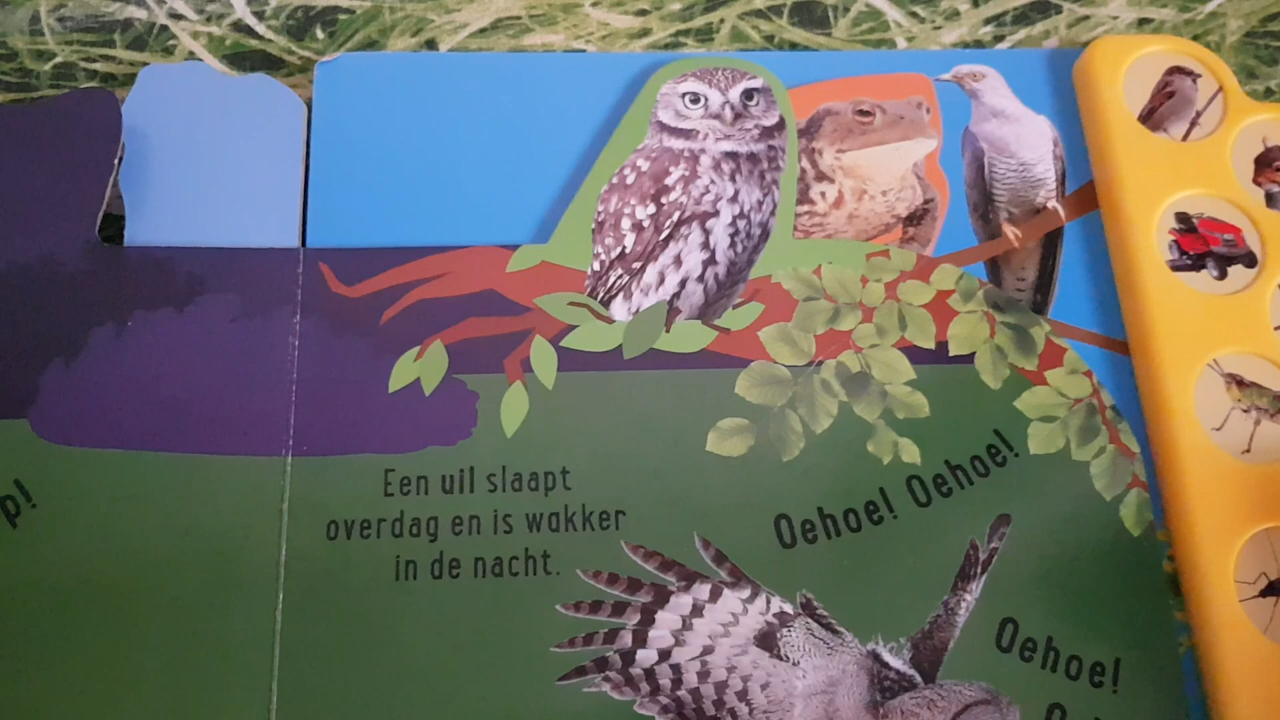 p!
Een uil slaapt
overdag en is wakker
in de nacht.
Oehoe! Oehoe!
Oehoe!